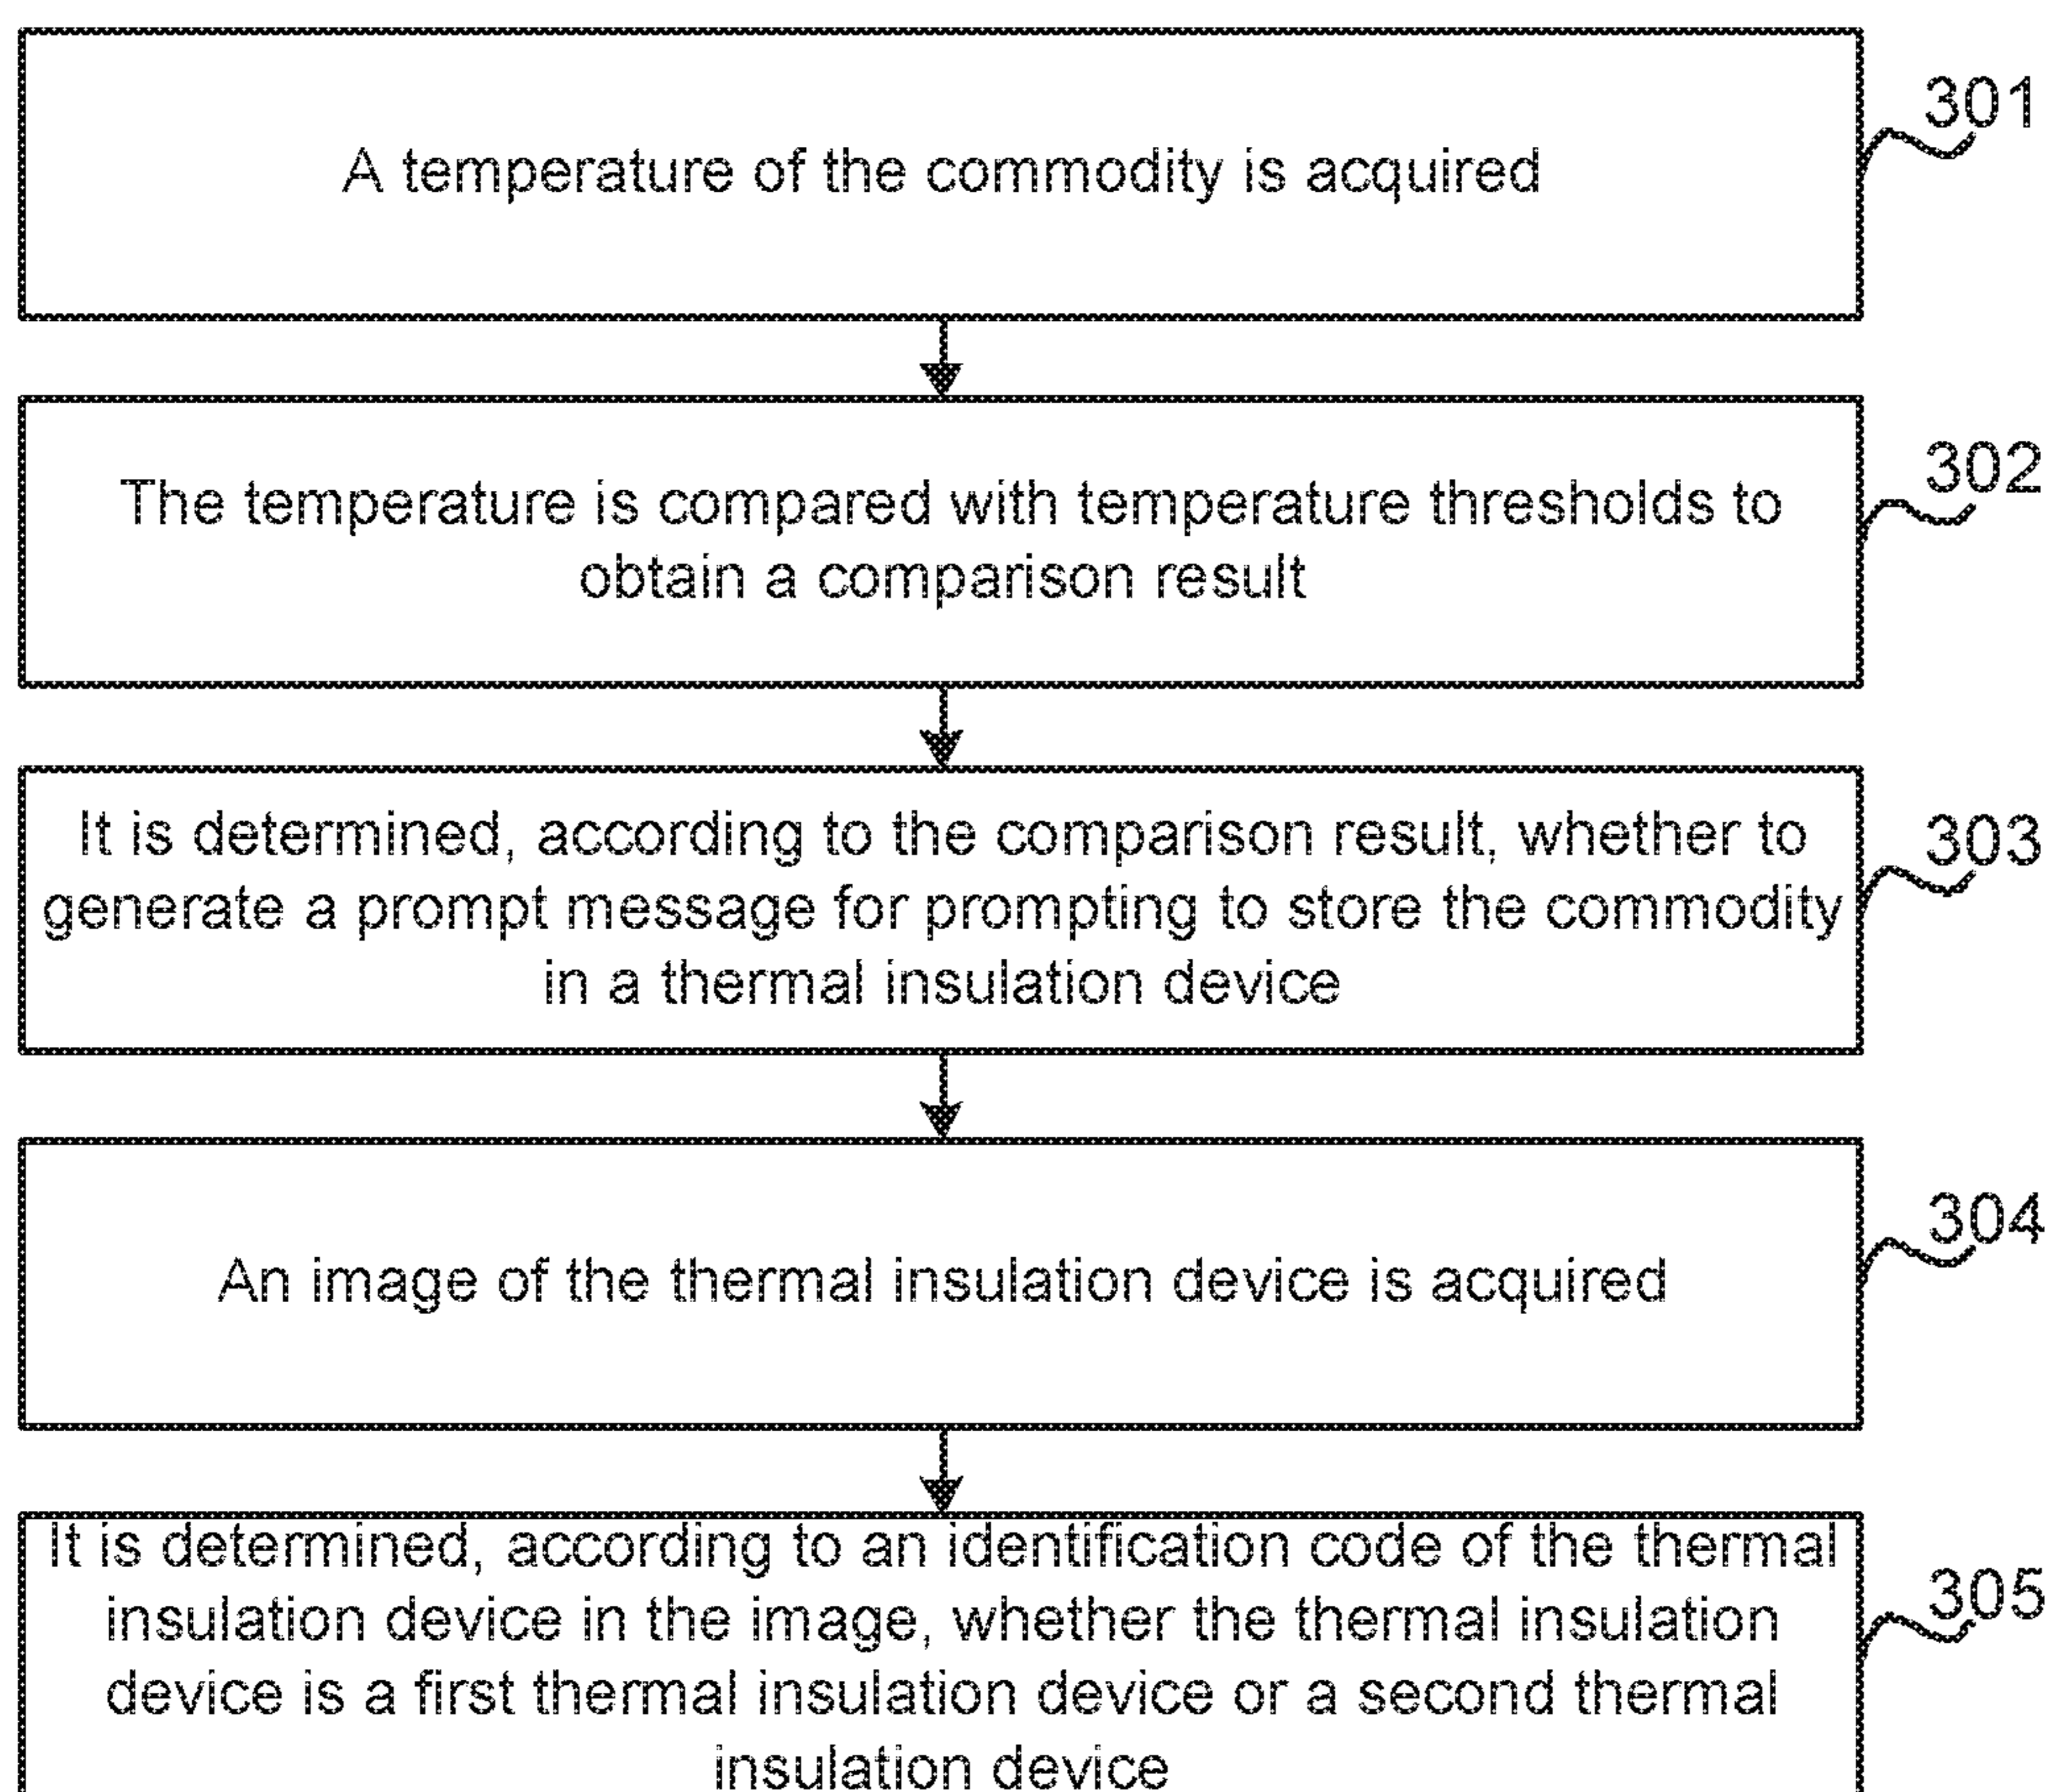 A temperature of the commodity is acquired
301
The temperature is compared with temperature thresholds to
obtain a comparison result
302
It is determined, according to the comparison result, whether to
generate a prompt message for prompting to store the commodity
in a thermal insulation device
303
An image of the thermal insulation device is acquired
304
It is determined, according to an identification code of the thermal
insulation device in the image, whether the thermal insulation
device is a first thermal insulation device or a second thermal
insulation device
305